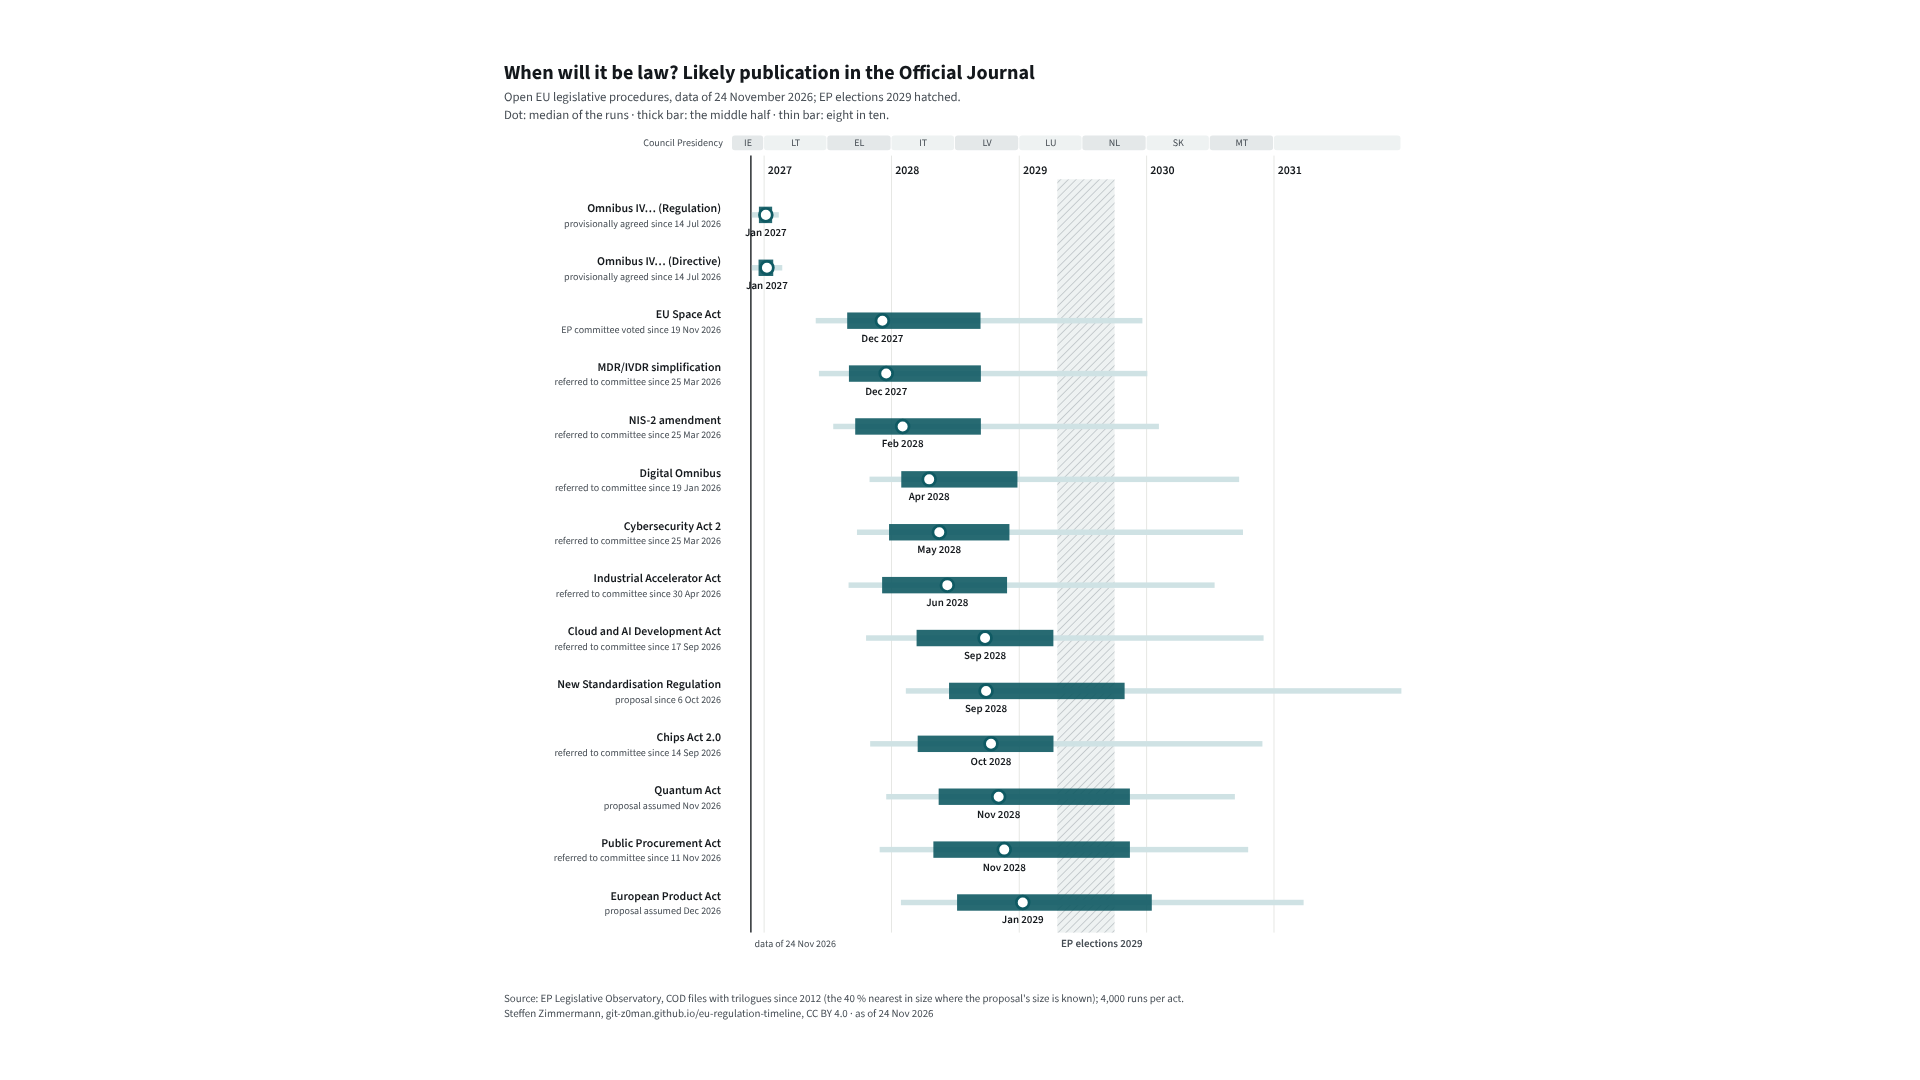 When will it be law? Likely publication in the Official Journal
Open EU legislative procedures, data of 24 November 2026; EP elections 2029 hatched.
Dot: median of the runs · thick bar: the middle half · thin bar: eight in ten.
Council Presidency IE LT EL IT LV LU NL SK MT
2027 2028 2029 2030 2031
Omnibus IV… (Regulation)
provisionally agreed since 14 Jul 2026
Jan 2027
Omnibus IV… (Directive)
provisionally agreed since 14 Jul 2026
Jan 2027
EU Space Act
EP committee voted since 19 Nov 2026
Dec 2027
MDR/IVDR simplification
referred to committee since 25 Mar 2026
Dec 2027
NIS-2 amendment
referred to committee since 25 Mar 2026
Feb 2028
Digital Omnibus
referred to committee since 19 Jan 2026
Apr 2028
Cybersecurity Act 2
referred to committee since 25 Mar 2026
May 2028
Industrial Accelerator Act
referred to committee since 30 Apr 2026
Jun 2028
Cloud and AI Development Act
referred to committee since 17 Sep 2026
Sep 2028
New Standardisation Regulation
proposal since 6 Oct 2026
Sep 2028
Chips Act 2.0
referred to committee since 14 Sep 2026
Oct 2028
Quantum Act
proposal assumed Nov 2026
Nov 2028
Public Procurement Act
referred to committee since 11 Nov 2026
Nov 2028
European Product Act
proposal assumed Dec 2026
Jan 2029
data of 24 Nov 2026
EP elections 2029
Source: EP Legislative Observatory, COD files with trilogues since 2012 (the 40 % nearest in size where the proposal's size is known); 4,000 runs per act.
Steffen Zimmermann, git-z0man.github.io/eu-regulation-timeline, CC BY 4.0 · as of 24 Nov 2026